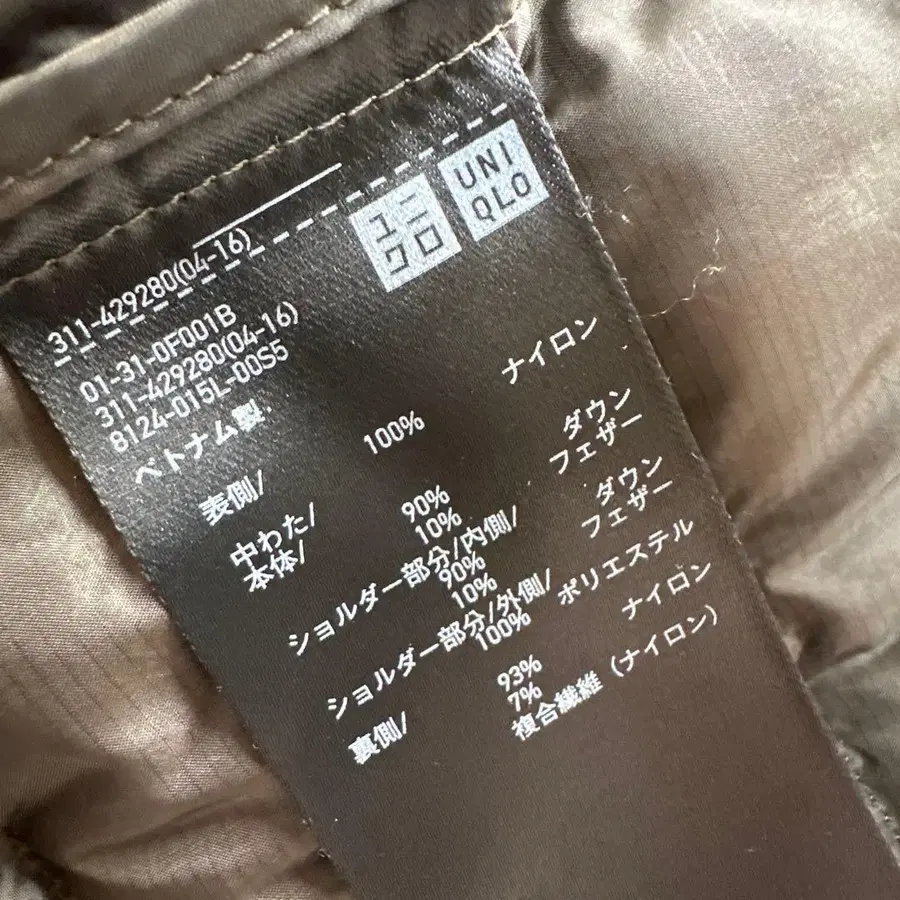 ユニ
クロ
UNI
QLO
311-429280(04-16)
01-31-0F001B
311-429280(04-16)
8124-015L-00S5
ベトナム製
表側/ 100% ナイロン
中わた/
本体/ 90% ダウン
10% フェザー
ショルダー部分/内側/
90% ダウン
10% フェザー
ショルダー部分/外側/
100% ポリエステル
裏側/ 93% ナイロン
7% 複合繊維(ナイロン)